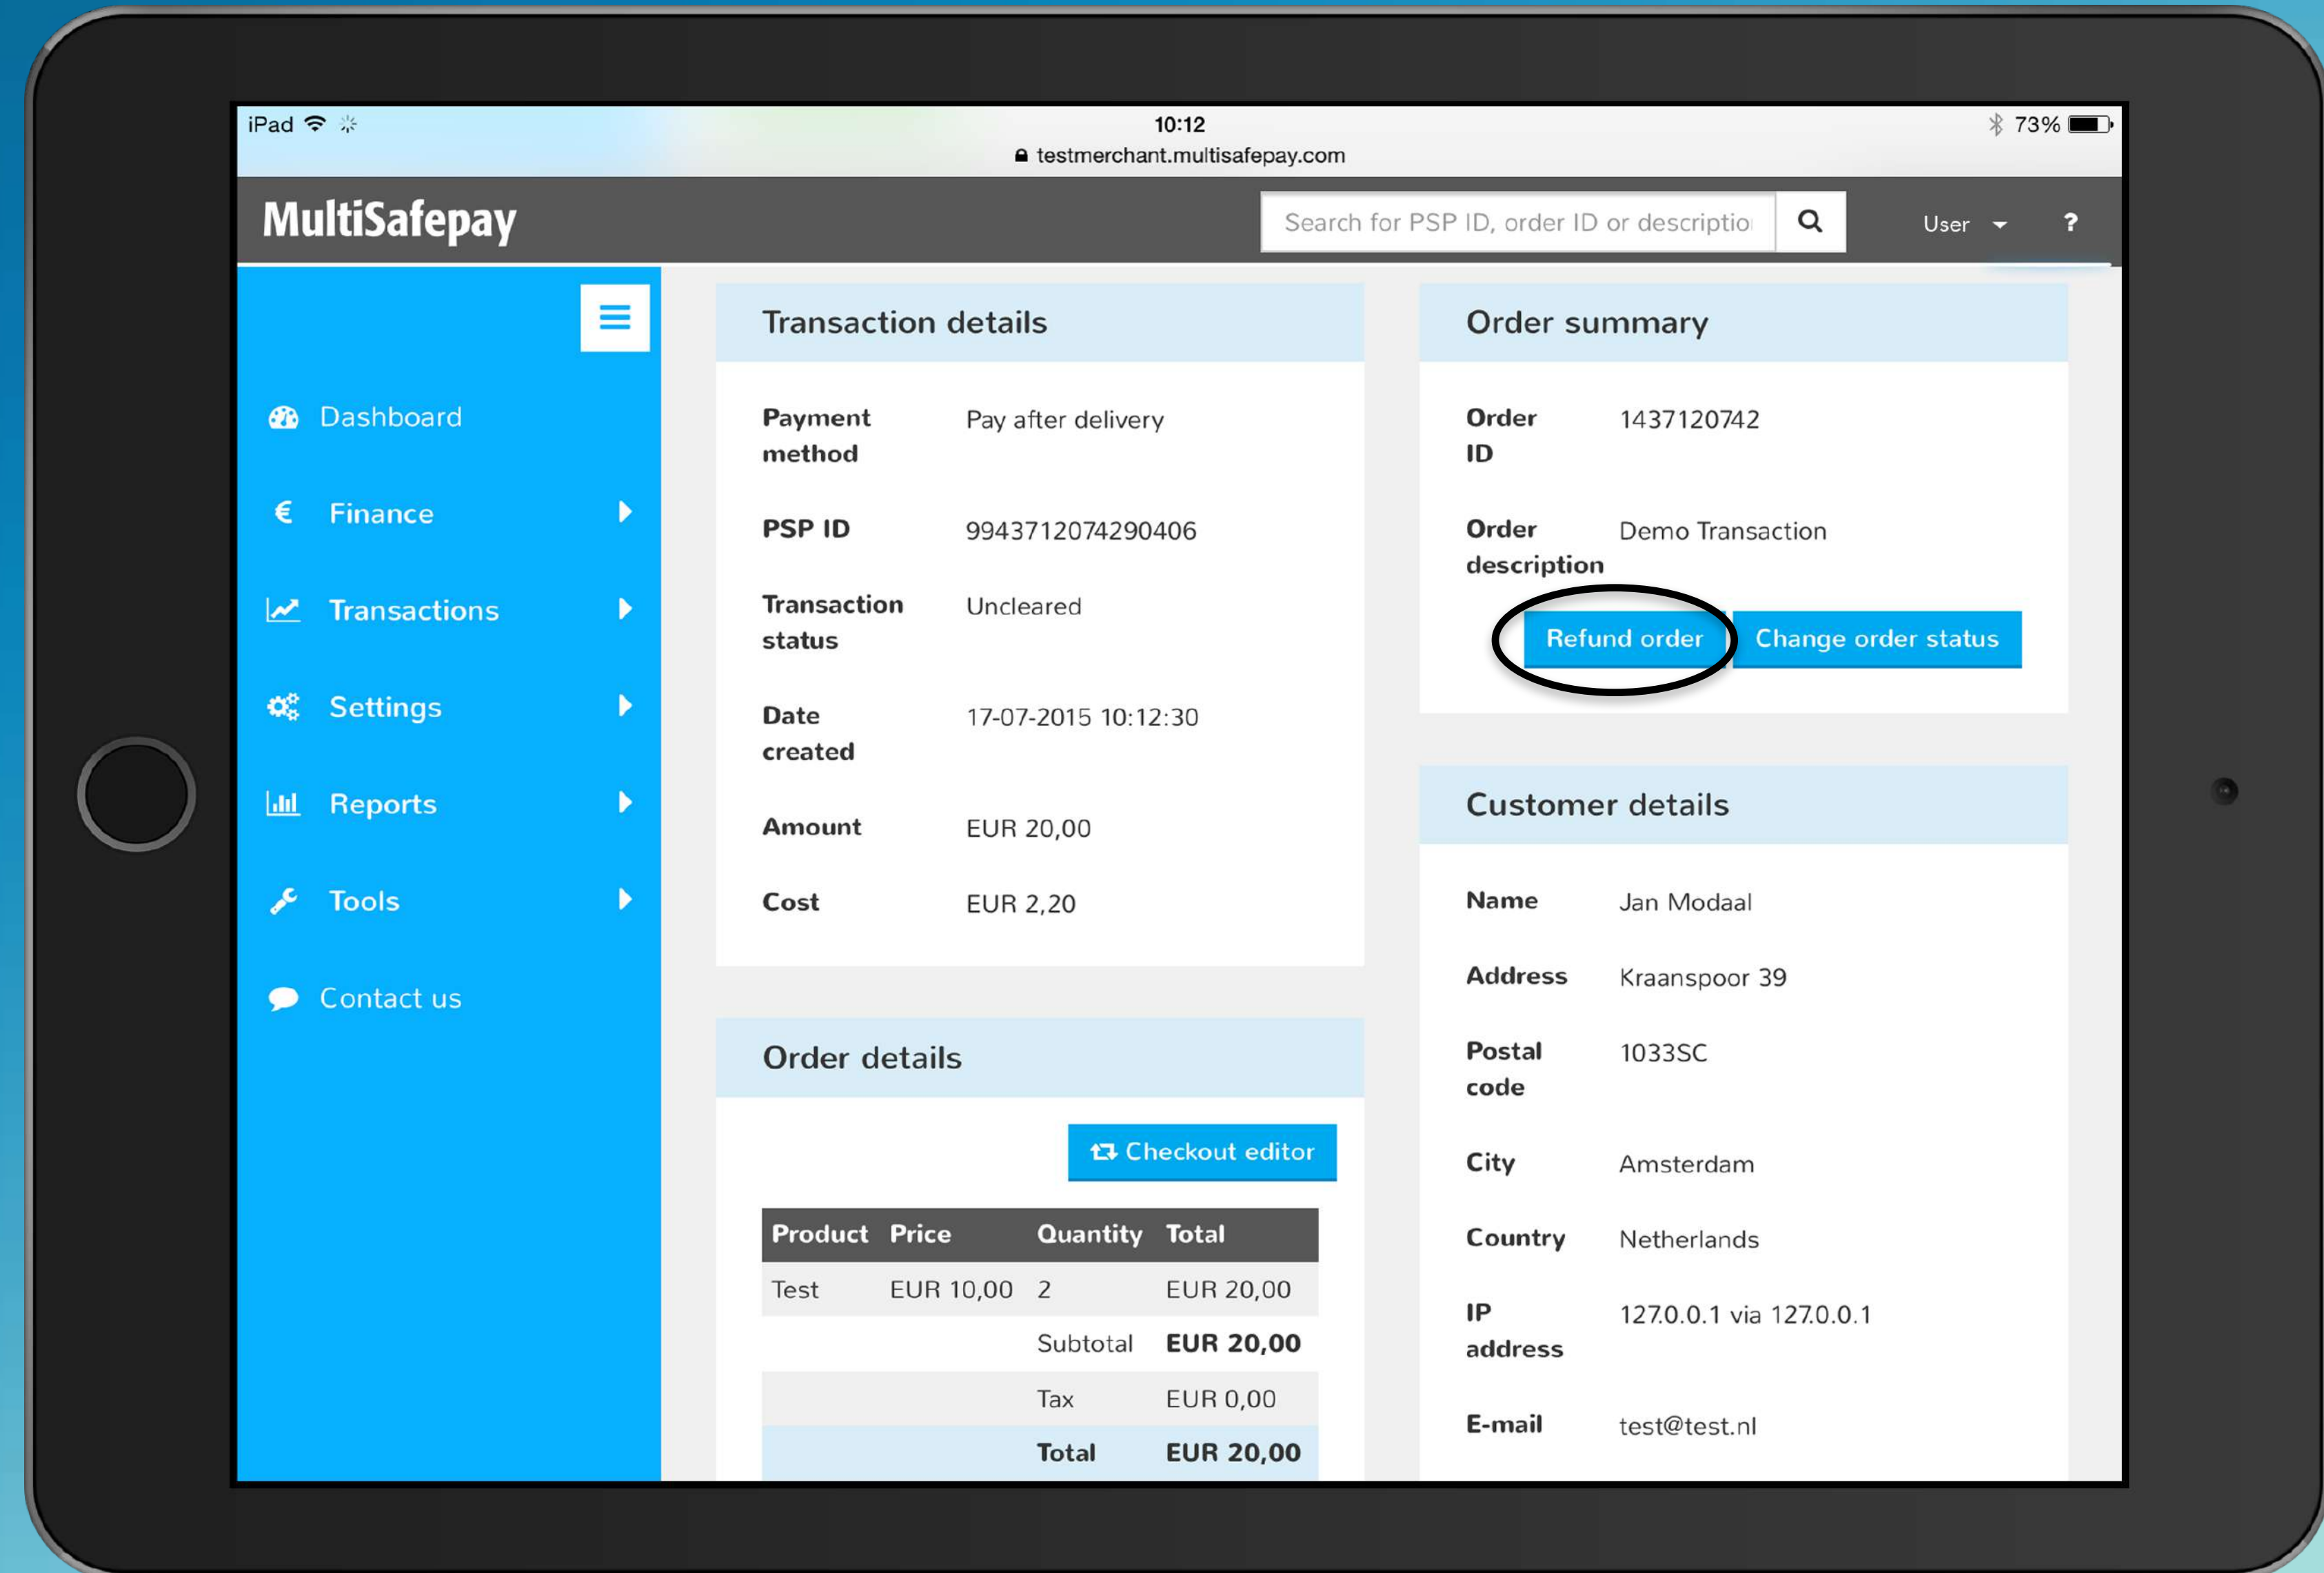 iPad
10:12
73%
testmerchant.multisafepay.com
MultiSafepay
Search for PSP ID, order ID or descriptio
User
?
Dashboard
€ Finance
Transactions
Settings
Reports
Tools
Contact us
Transaction details
Payment method Pay after delivery
PSP ID 9943712074290406
Transaction status Uncleared
Date created 17-07-2015 10:12:30
Amount EUR 20,00
Cost EUR 2,20
Order details
Checkout editor
Product Price Quantity Total
Test EUR 10,00 2 EUR 20,00
Subtotal EUR 20,00
Tax EUR 0,00
Total EUR 20,00
Order summary
Order ID 1437120742
Order description Demo Transaction
Refund order Change order status
Customer details
Name Jan Modaal
Address Kraanspoor 39
Postal code 1033SC
City Amsterdam
Country Netherlands
IP address 127.0.0.1 via 127.0.0.1
E-mail test@test.nl